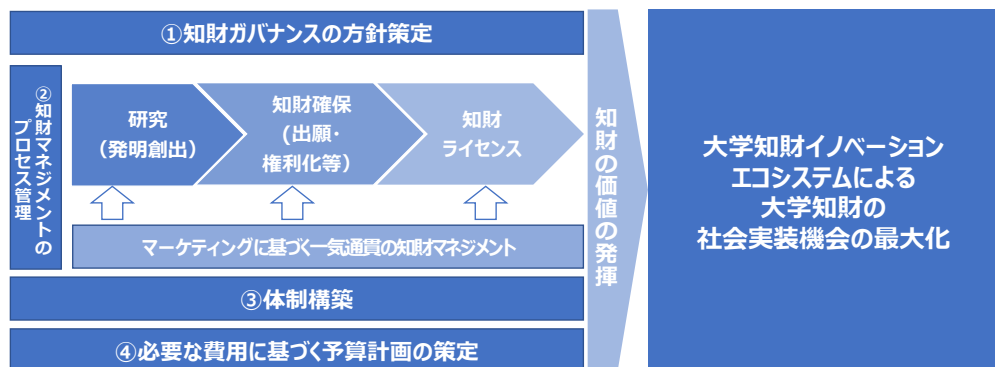 ①知財ガバナンスの方針策定
②知財マネジメントの
プロセス管理
研究
（発明創出）
知財確保
(出願・
権利化等）
知財
ライセンス
マーケティングに基づく一気通貫の知財マネジメント
③体制構築
④必要な費用に基づく予算計画の策定
知財の価値の発揮
大学知財イノベーション
エコシステムによる
大学知財の
社会実装機会の最大化